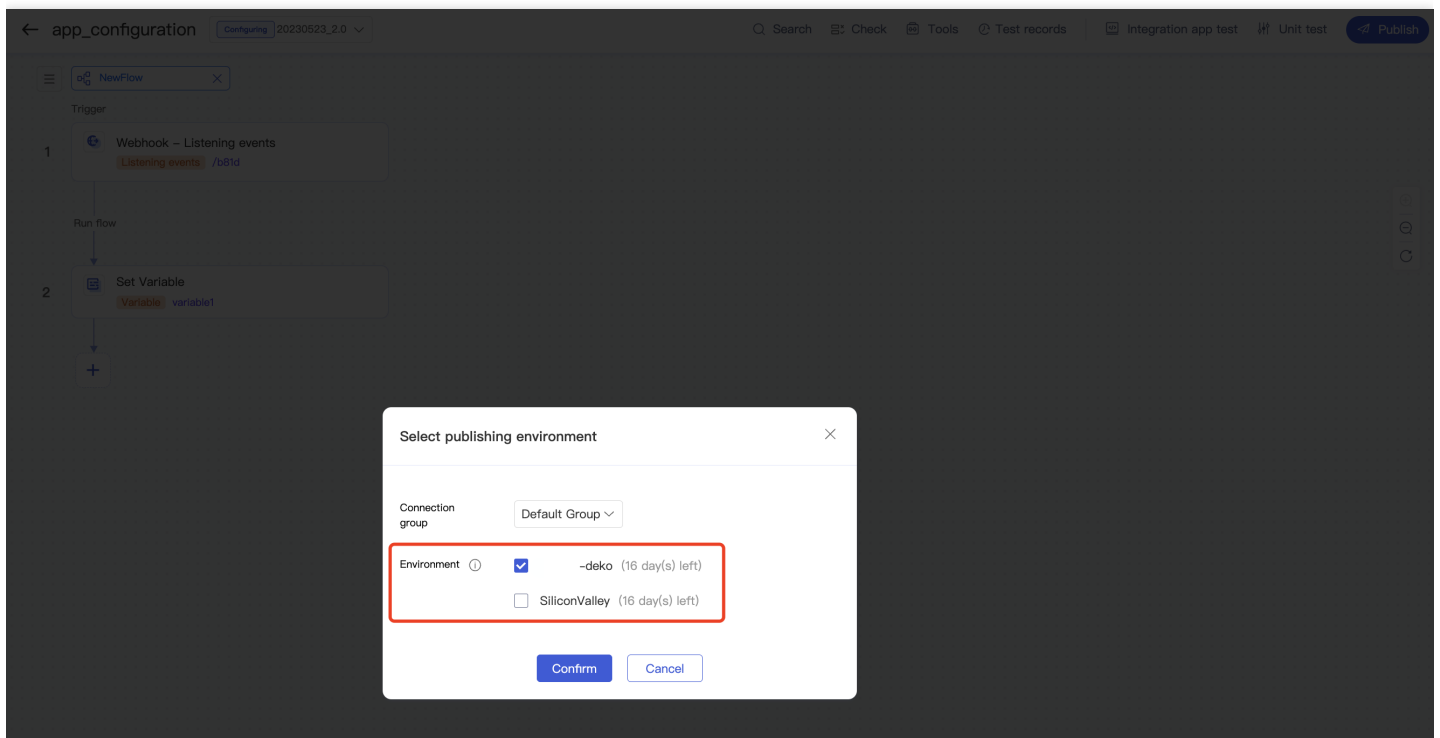 app_configuration Configuring 20230523_2.0 Search Check Tools Test records Integration app test Unit test Publish
NewFlow
Trigger
1 Webhook – Listening events
Listening events /b81d
Run flow
2 Set Variable
Variable variable1
Select publishing environment
Connection
group
Default Group
Environment -deko (16 day(s) left)
SiliconValley (16 day(s) left)
Confirm Cancel